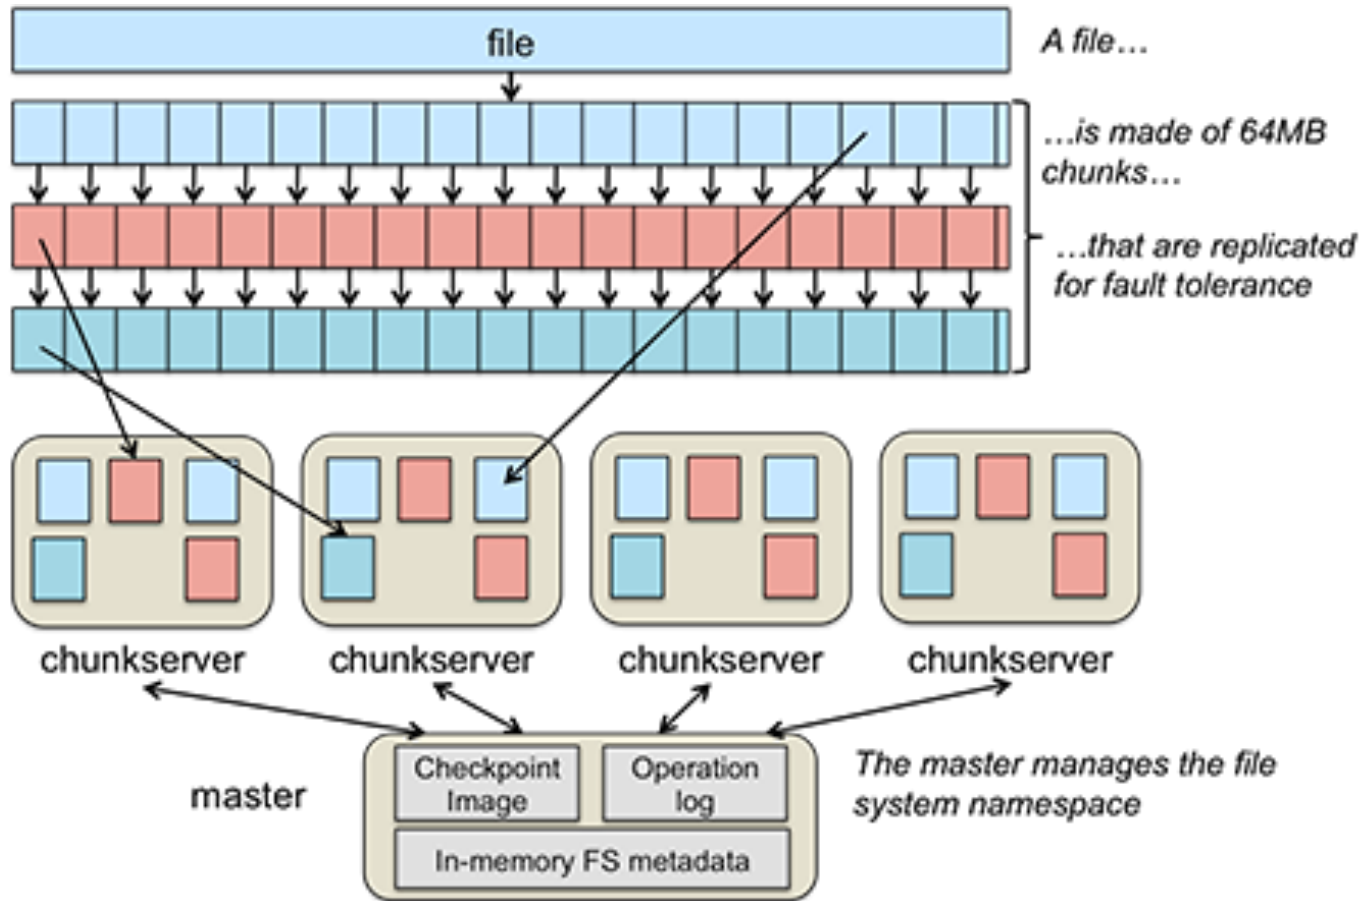 file
A file…
…is made of 64MB
chunks…
…that are replicated
for fault tolerance
chunkserver
chunkserver
chunkserver
chunkserver
master
Checkpoint
Image
Operation
log
In-memory FS metadata
The master manages the file
system namespace